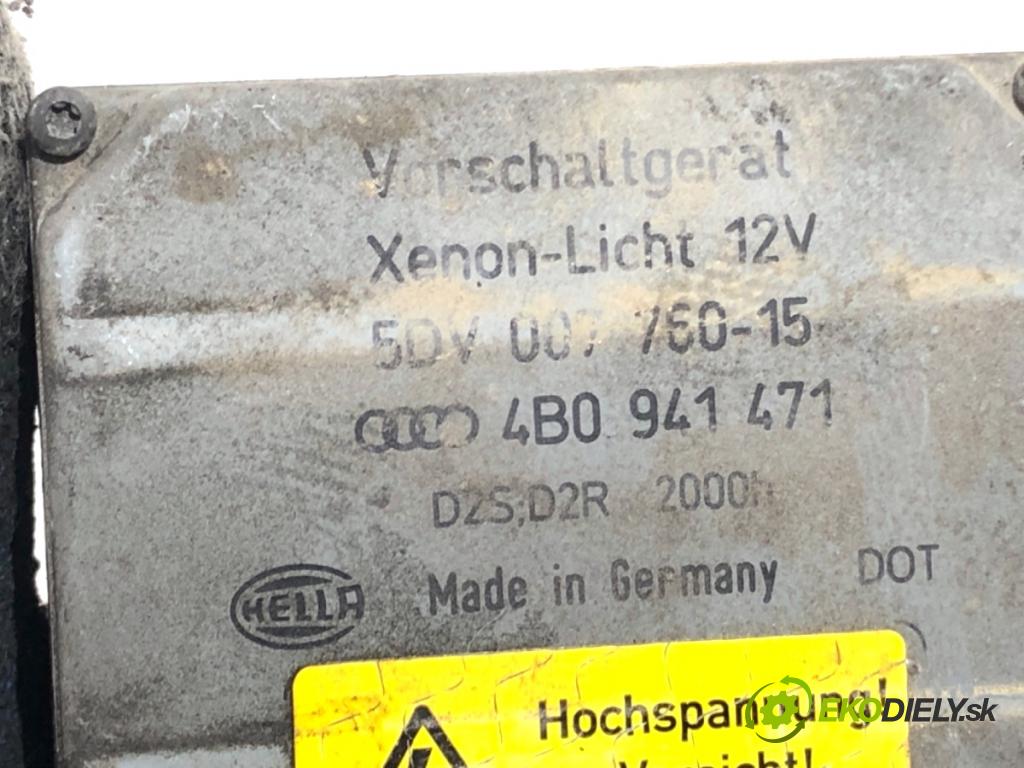 Vorschaltgerät
Xenon-Licht 12V
5DV 007 760-15
4B0 941 471
D2S;D2R 2000h
HELLA Made in Germany DOT
Hochspannung!
Vorsicht!
EKODIELY.sk